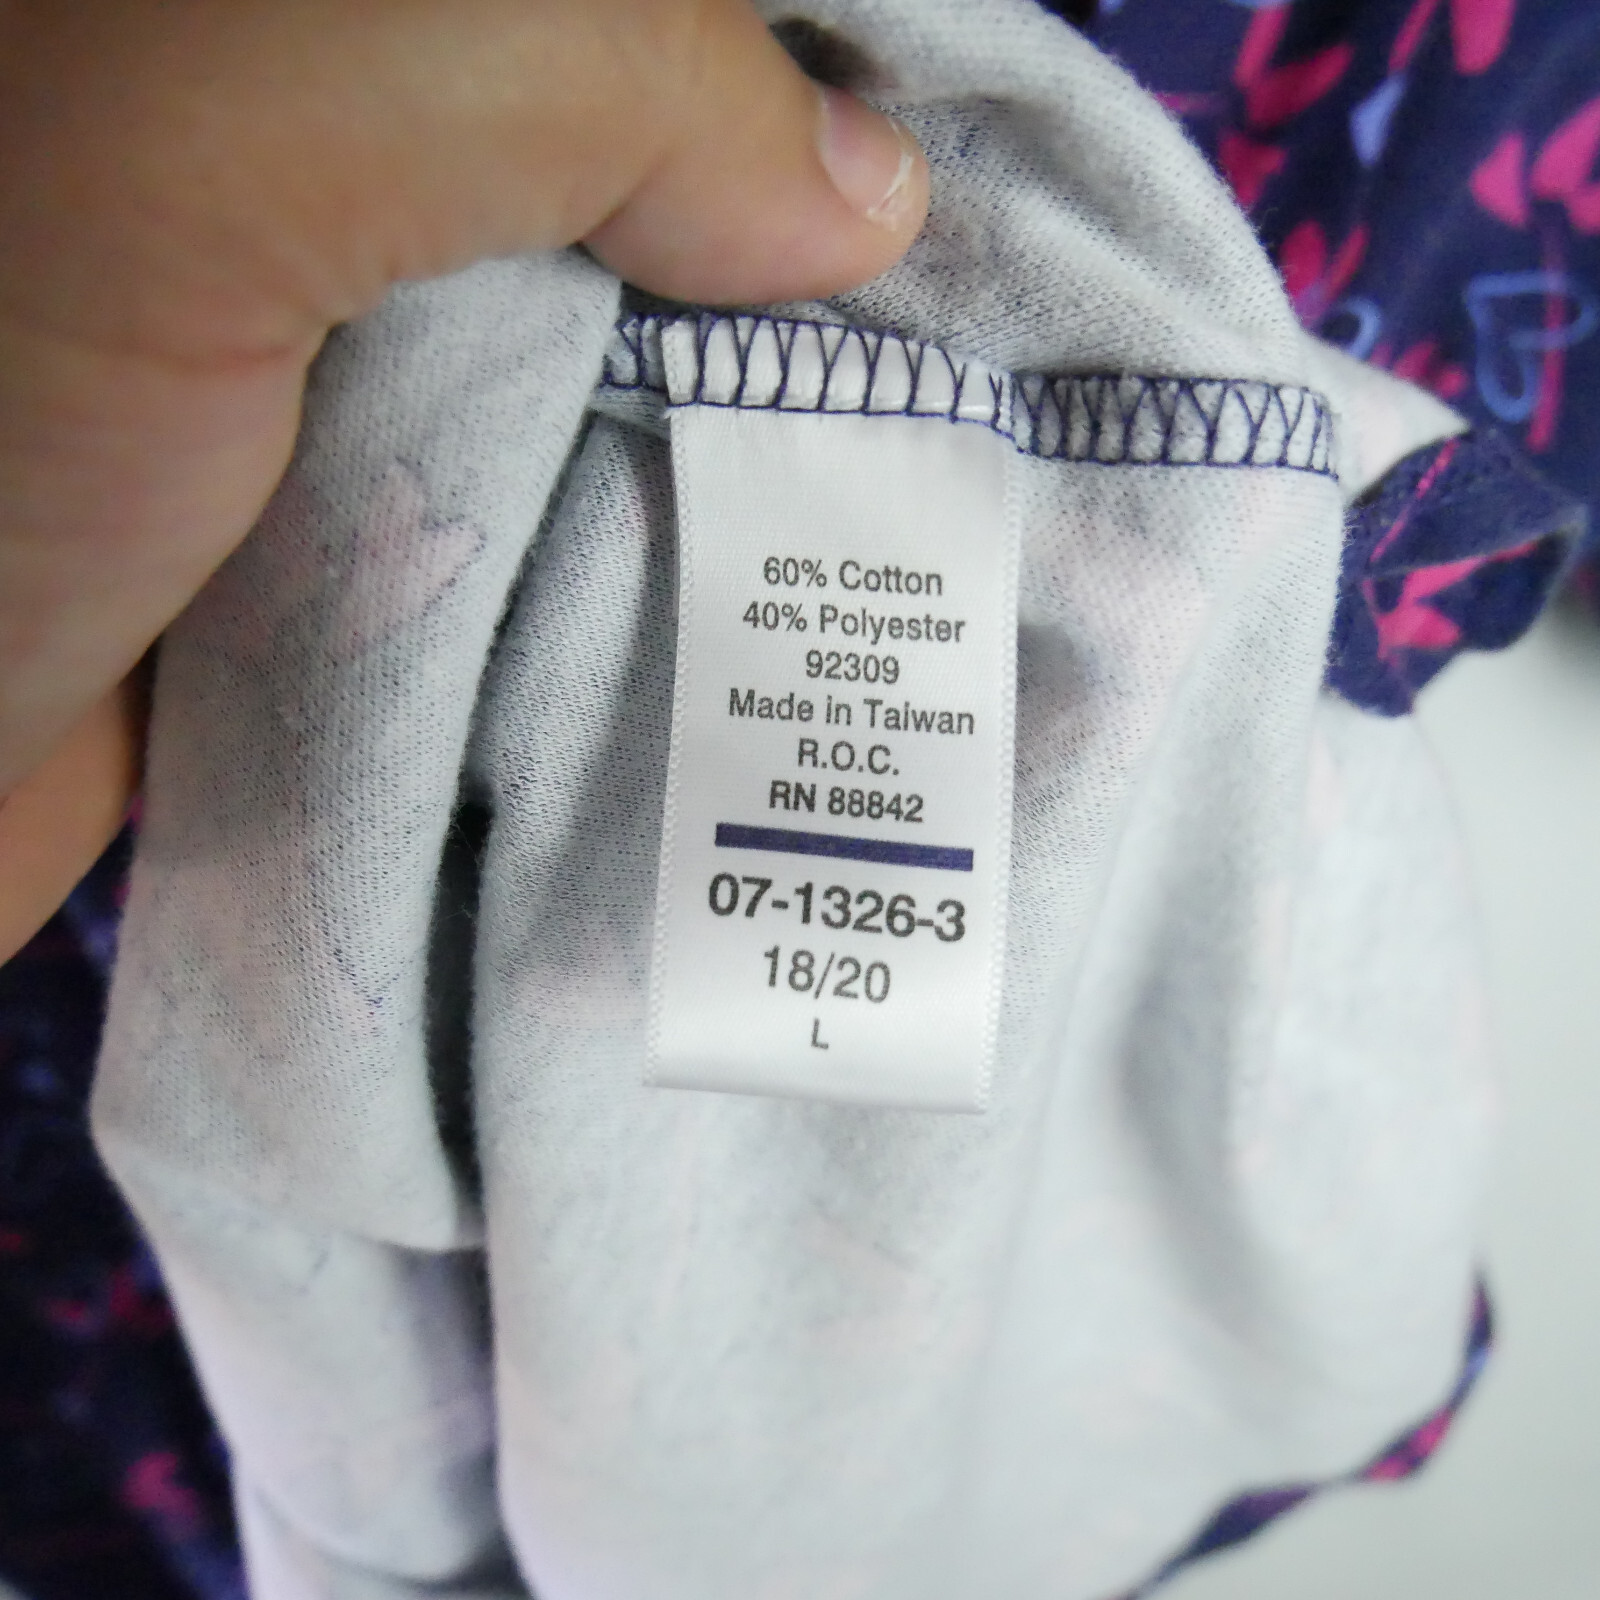 60% Cotton
40% Polyester
92309
Made in Taiwan
R.O.C.
RN 88842
07-1326-3
18/20
L